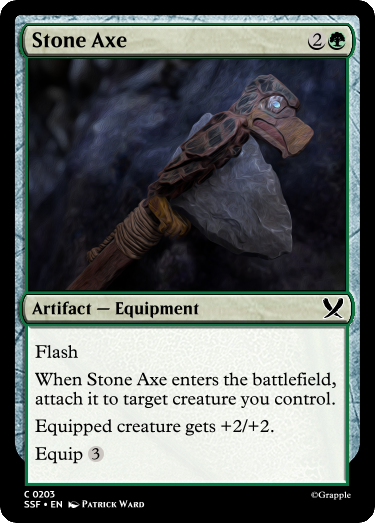 Stone Axe 2
Artifact — Equipment
Flash
When Stone Axe enters the battlefield,
attach it to target creature you control.
Equipped creature gets +2/+2.
Equip 3
C 0203
SSF • EN Patrick Ward
©Grapple